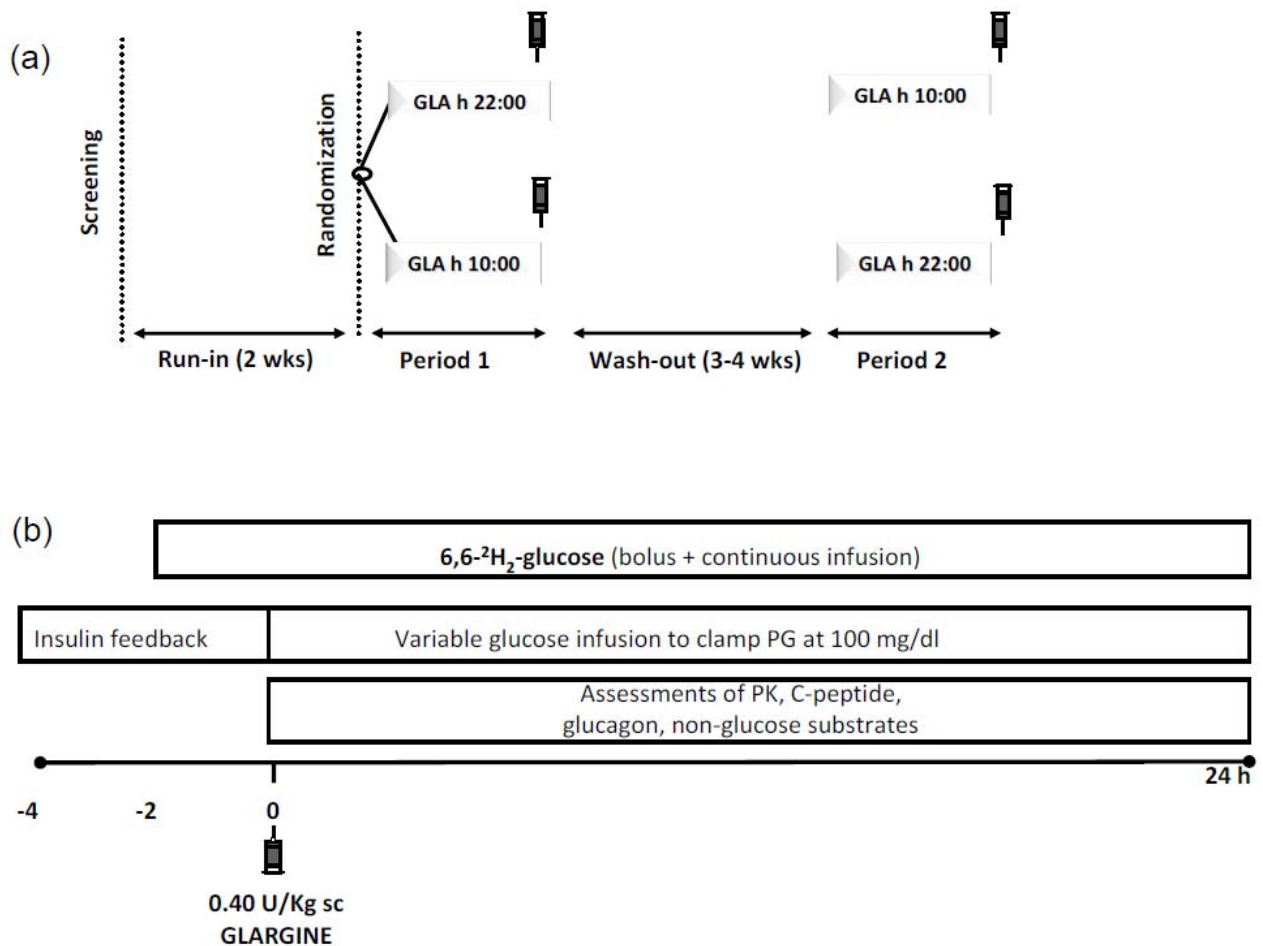 (a)
Screening
Randomization
GLA h 22:00
GLA h 10:00
GLA h 10:00
GLA h 22:00
Run-in (2 wks)
Period 1
Wash-out (3-4 wks)
Period 2
(b)
6,6-²H₂-glucose (bolus + continuous infusion)
Insulin feedback
Variable glucose infusion to clamp PG at 100 mg/dl
Assessments of PK, C-peptide,
glucagon, non-glucose substrates
24 h
-4
-2
0
0.40 U/Kg sc
GLARGINE